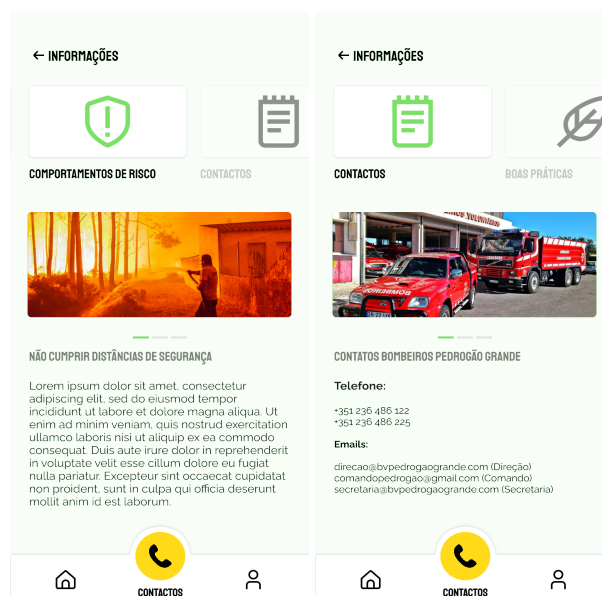 INFORMAÇÕES
COMPORTAMENTOS DE RISCO
CONTACTOS
NÃO CUMPRIR DISTÂNCIAS DE SEGURANÇA
Lorem ipsum dolor sit amet, consectetur
adipiscing elit, sed do eiusmod tempor
incididunt ut labore et dolore magna aliqua. Ut
enim ad minim veniam, quis nostrud exercitation
ullamco laboris nisi ut aliquip ex ea commodo
consequat. Duis aute irure dolor in reprehenderit
in voluptate velit esse cillum dolore eu fugiat
nulla pariatur. Excepteur sint occaecat cupidatat
non proident, sunt in culpa qui officia deserunt
mollit anim id est laborum.
CONTACTOS
INFORMAÇÕES
CONTACTOS
BOAS PRÁTICAS
VOLUNTÁRIOS
BOMBEIROS
CONTATOS BOMBEIROS PEDROGÃO GRANDE
Telefone:
+351 236 486 122
+351 236 486 225
Emails:
direcao@bvpedrogaogrande.com (Direção)
comandopedrogao@gmail.com (Comando)
secretaria@bvpedrogaogrande.com (Secretaria)
CONTACTOS